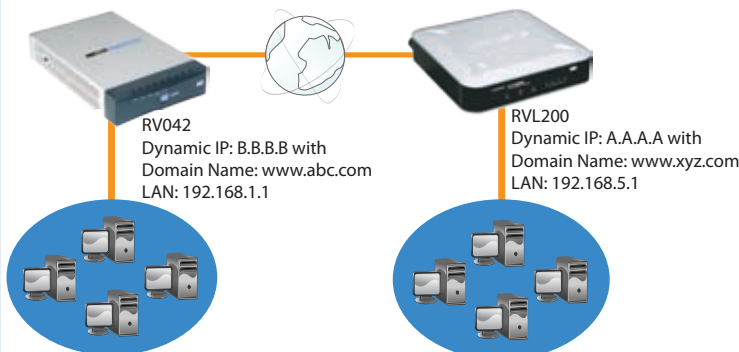 RV042
Dynamic IP: B.B.B.B with
Domain Name: www.abc.com
LAN: 192.168.1.1
RVL200
Dynamic IP: A.A.A.A with
Domain Name: www.xyz.com
LAN: 192.168.5.1